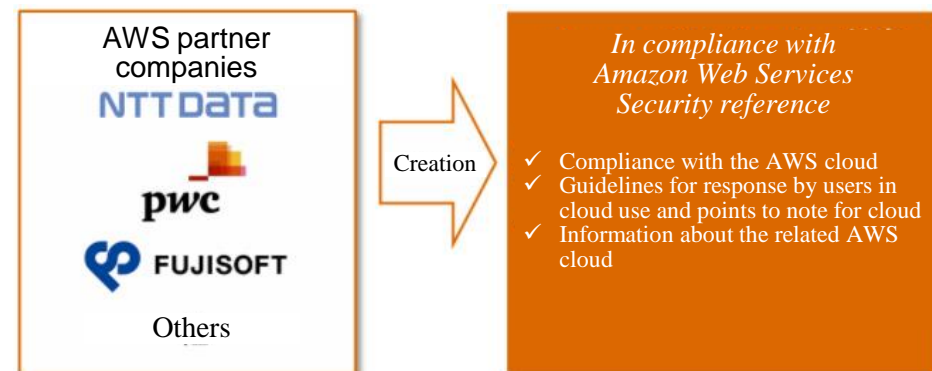 AWS partner
companies
NTT DATA
pwc
FUJISOFT
Others
Creation
In compliance with
Amazon Web Services
Security reference
✓ Compliance with the AWS cloud
✓ Guidelines for response by users in
cloud use and points to note for cloud
✓ Information about the related AWS
cloud